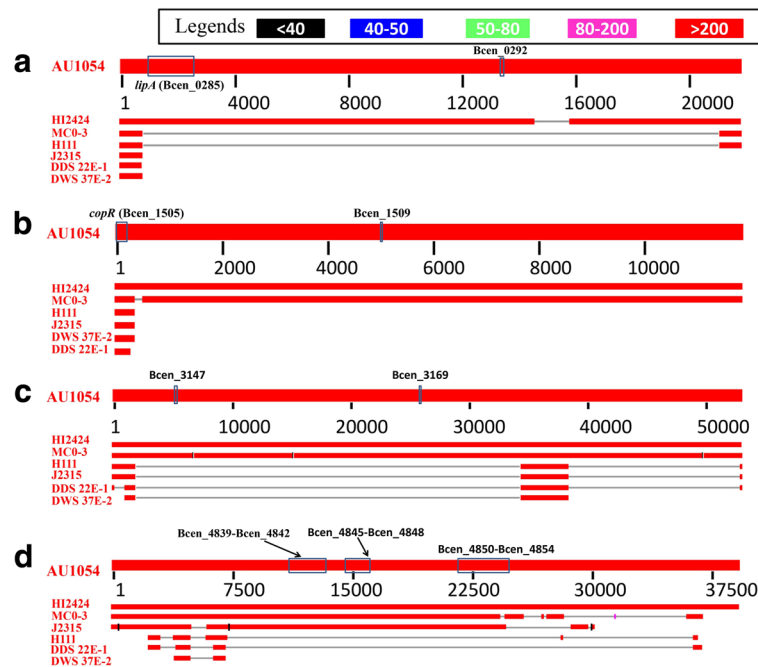 Legends <40 40-50 50-80 80-200 >200
a
Bcen_0292
AU1054
lipA (Bcen_0285)
1 4000 8000 12000 16000 20000
HI2424
MC0-3
H111
J2315
DDS 22E-1
DWS 37E-2
b
copR (Bcen_1505) Bcen_1509
AU1054
1 2000 4000 6000 8000 10000
HI2424
MC0-3
H111
J2315
DWS 37E-2
DDS 22E-1
c
Bcen_3147 Bcen_3169
AU1054
1 10000 20000 30000 40000 50000
HI2424
MC0-3
H111
J2315
DDS 22E-1
DWS 37E-2
d
Bcen_4839-Bcen_4842 Bcen_4845-Bcen_4848 Bcen_4850-Bcen_4854
AU1054
1 7500 15000 22500 30000 37500
HI2424
MC0-3
J2315
H111
DDS 22E-1
DWS 37E-2